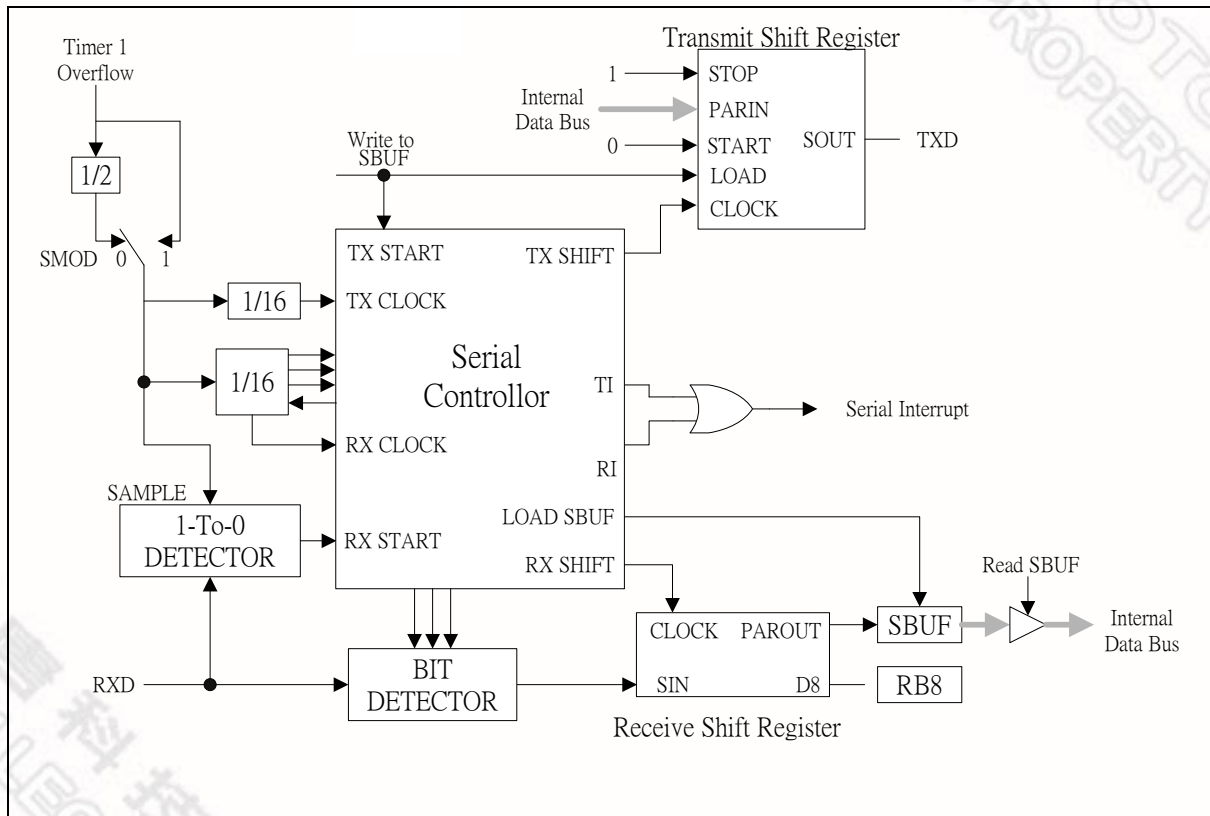 Timer 1
Overflow
1/2
SMOD 0 1
1/16
1/16
SAMPLE
1-To-0
DETECTOR
RXD
Write to
SBUF
TX START
TX CLOCK
RX CLOCK
RX START
Serial
Controllor
TX SHIFT
TI
RI
LOAD SBUF
RX SHIFT
BIT
DETECTOR
Transmit Shift Register
1
Internal
Data Bus
0
STOP
PARIN
START
LOAD
CLOCK
SOUT
TXD
Serial Interrupt
CLOCK PAROUT
SIN D8
Receive Shift Register
SBUF
RB8
Read SBUF
Internal
Data Bus
PROPERTY
科技